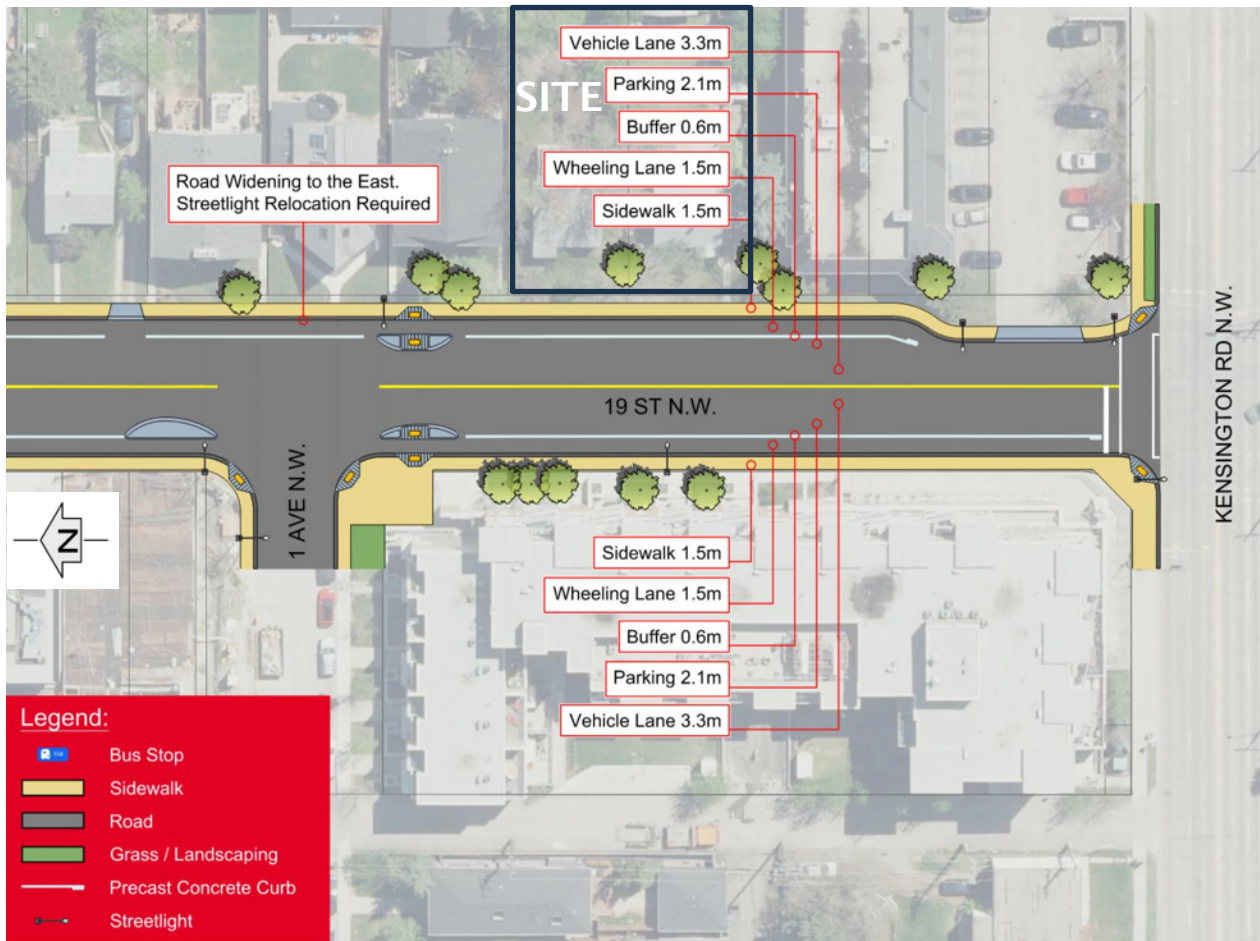 Vehicle Lane 3.3m
SITE
Parking 2.1m
Buffer 0.6m
Wheeling Lane 1.5m
Sidewalk 1.5m
Road Widening to the East.
Streetlight Relocation Required
19 ST N.W.
1 AVE N.W.
KENSINGTON RD N.W.
N
Sidewalk 1.5m
Wheeling Lane 1.5m
Buffer 0.6m
Parking 2.1m
Vehicle Lane 3.3m
Legend:
Bus Stop
Sidewalk
Road
Grass / Landscaping
Precast Concrete Curb
Streetlight